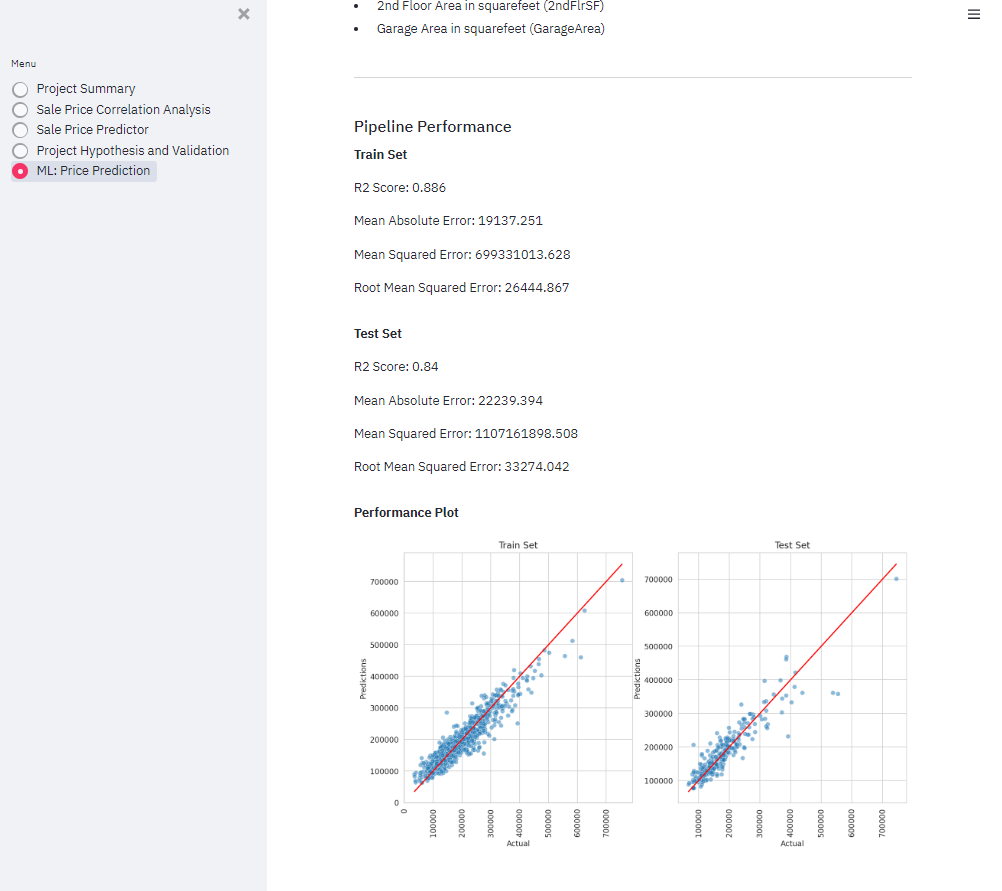 Menu
Project Summary
Sale Price Correlation Analysis
Sale Price Predictor
Project Hypothesis and Validation
ML: Price Prediction
2nd Floor Area in squarefeet (2ndFlrSF)
Garage Area in squarefeet (GarageArea)
Pipeline Performance
Train Set
R2 Score: 0.886
Mean Absolute Error: 19137.251
Mean Squared Error: 699331013.628
Root Mean Squared Error: 26444.867
Test Set
R2 Score: 0.84
Mean Absolute Error: 22239.394
Mean Squared Error: 1107161898.508
Root Mean Squared Error: 33274.042
Performance Plot
Train Set
Predictions
700000
600000
500000
400000
300000
200000
100000
0
0
100000
200000
300000
400000
500000
600000
700000
Actual
Test Set
Predictions
700000
600000
500000
400000
300000
200000
100000
100000
200000
300000
400000
500000
600000
700000
Actual